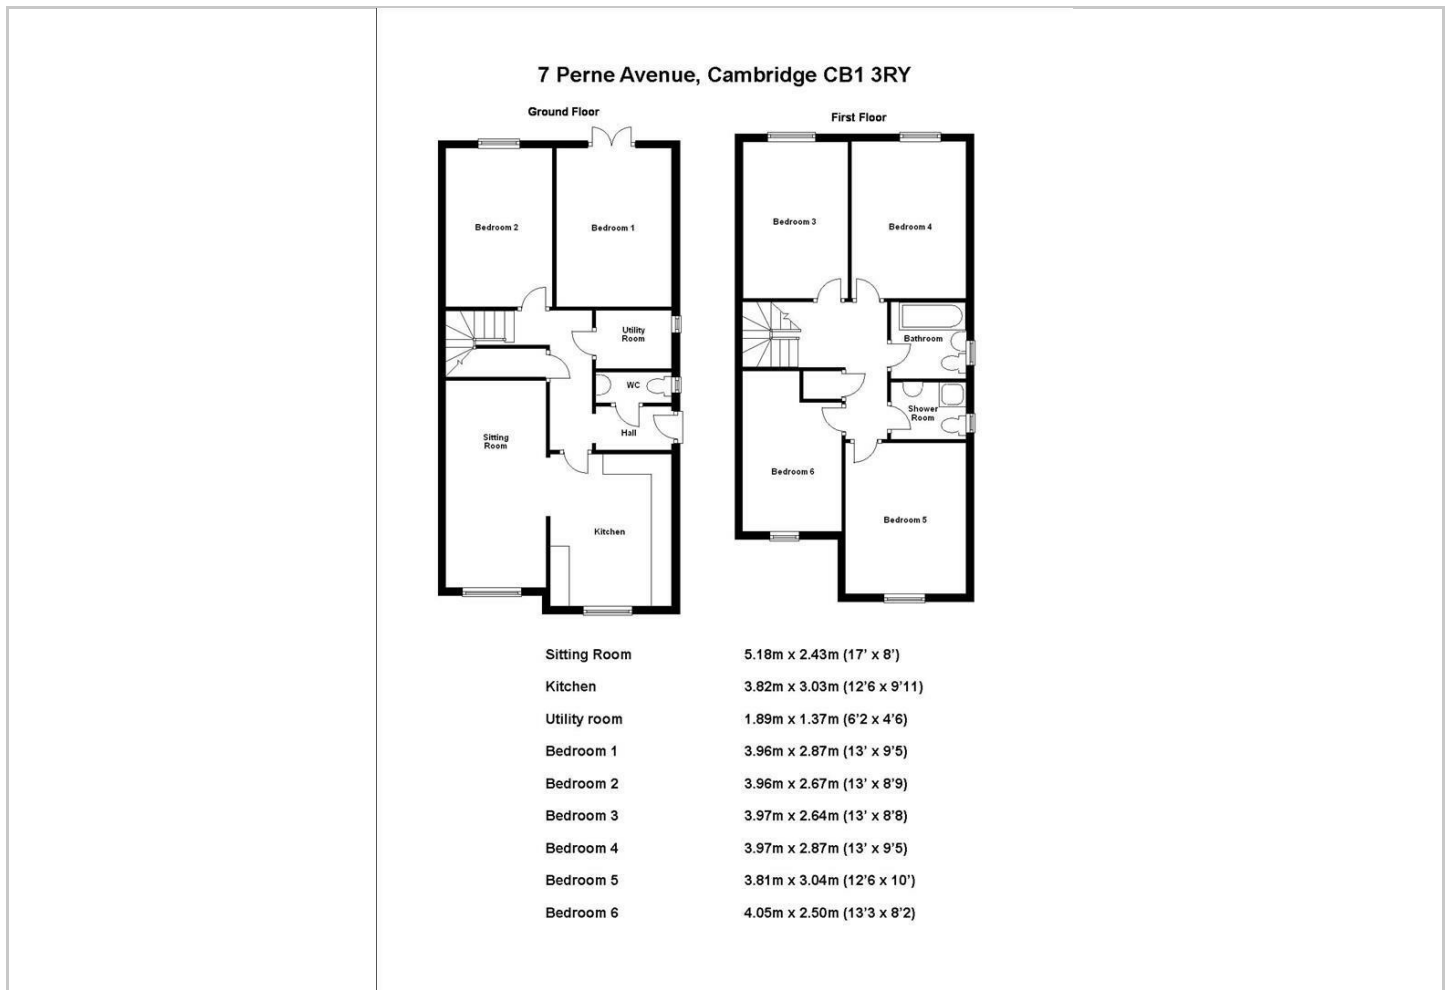 7 Perne Avenue, Cambridge CB1 3RY
Ground Floor
First Floor
Bedroom 2
Bedroom 1
Utility
Room
WC
Hall
Sitting
Room
Kitchen
Bedroom 3
Bedroom 4
Bathroom
Shower
Room
Bedroom 6
Bedroom 5
Sitting Room 5.18m x 2.43m (17' x 8')
Kitchen 3.82m x 3.03m (12'6 x 9'11)
Utility room 1.89m x 1.37m (6'2 x 4'6)
Bedroom 1 3.96m x 2.87m (13' x 9'5)
Bedroom 2 3.96m x 2.67m (13' x 8'9)
Bedroom 3 3.97m x 2.64m (13' x 8'8)
Bedroom 4 3.97m x 2.87m (13' x 9'5)
Bedroom 5 3.81m x 3.04m (12'6 x 10')
Bedroom 6 4.05m x 2.50m (13'3 x 8'2)